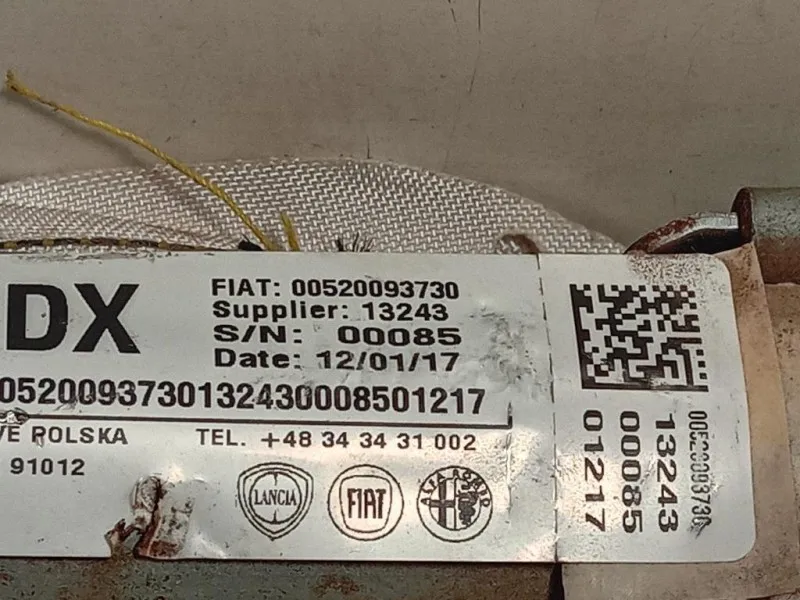 DX
FIAT: 00520093730
Supplier: 13243
S/N: 00085
Date: 12/01/17
0520093730132430008501217
VE POLSKA
TEL. +48 34 34 31 002
91012
LANCIA
FIAT
ALFA ROMEO
00520093730
13243
00085
01217